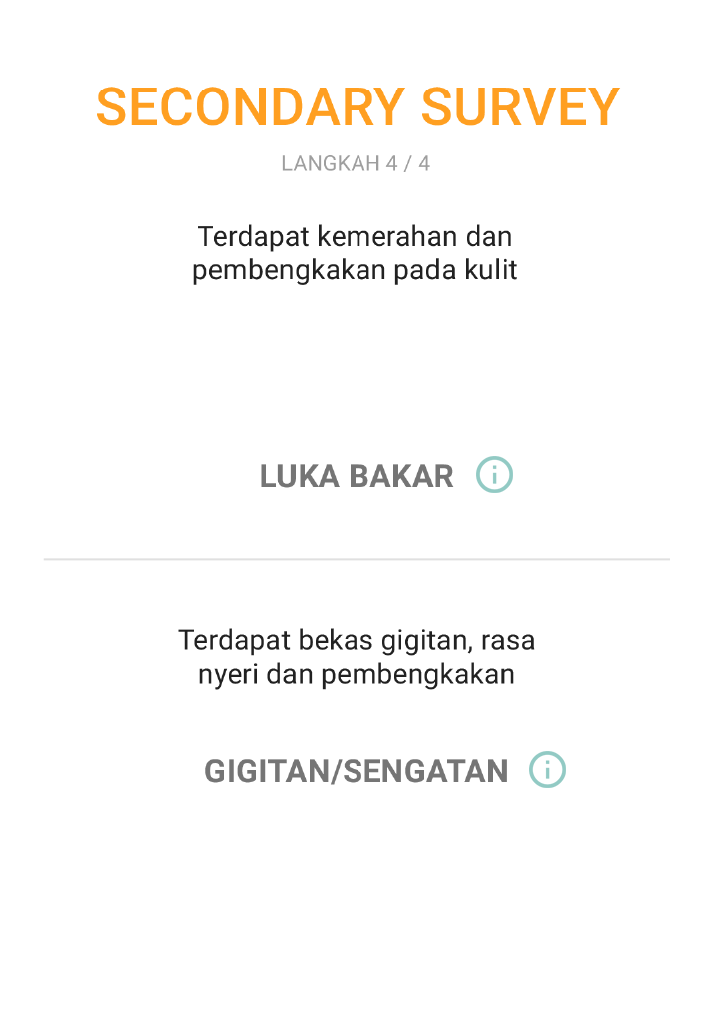 SECONDARY SURVEY
LANGKAH 4 / 4
Terdapat kemerahan dan
pembengkakan pada kulit
LUKA BAKAR
Terdapat bekas gigitan, rasa
nyeri dan pembengkakan
GIGITAN/SENGATAN